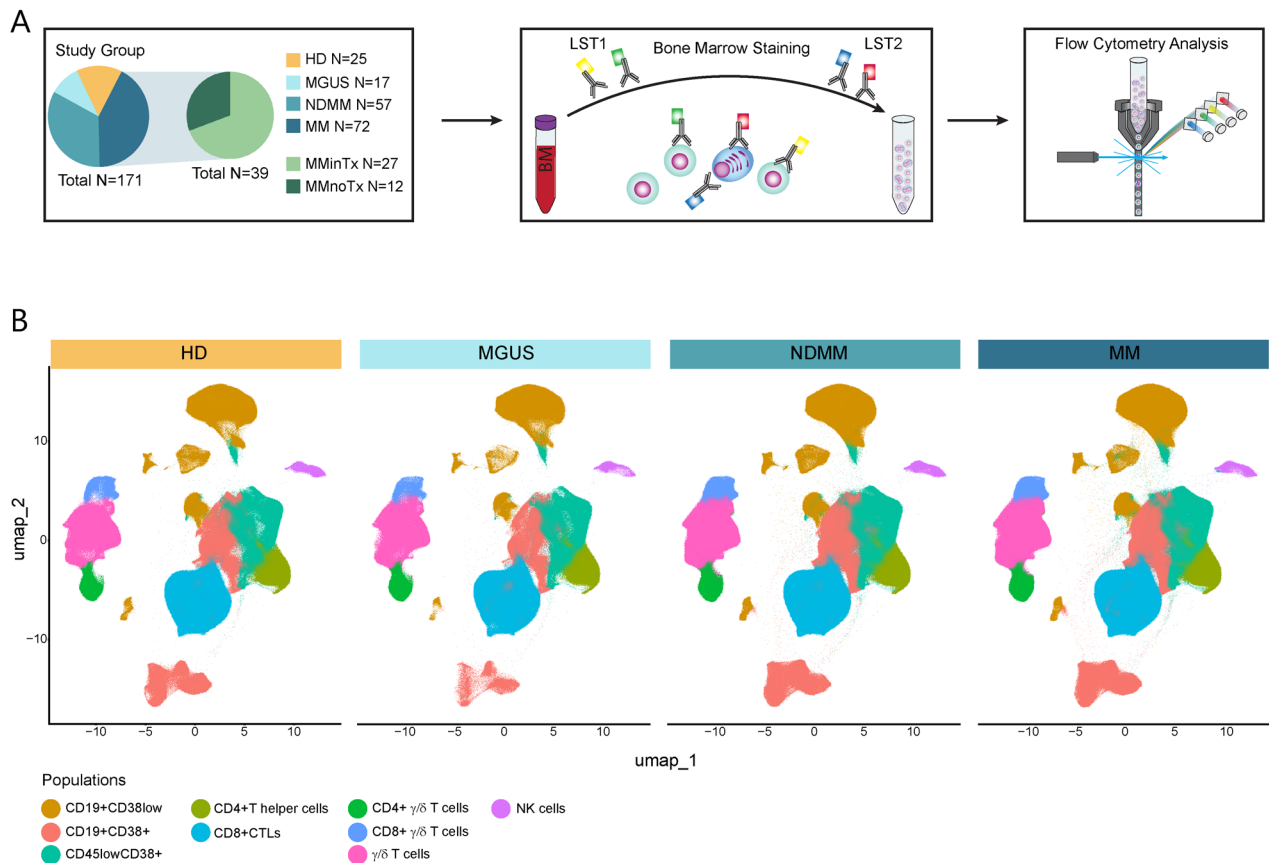 A
Study Group
HD N=25
MGUS N=17
NDMM N=57
MM N=72
MMinTx N=27
MMnoTx N=12
Total N=171
Total N=39
LST1
Bone Marrow Staining
LST2
BM
Flow Cytometry Analysis
B
HD
MGUS
NDMM
MM
umap_2
10
0
−10
−10 −5 0 5 10
−10 −5 0 5 10
−10 −5 0 5 10
−10 −5 0 5 10
umap_1
Populations
CD19+CD38low
CD19+CD38+
CD45lowCD38+
CD4+T helper cells
CD8+CTLs
CD4+ γ/δ T cells
CD8+ γ/δ T cells
γ/δ T cells
NK cells